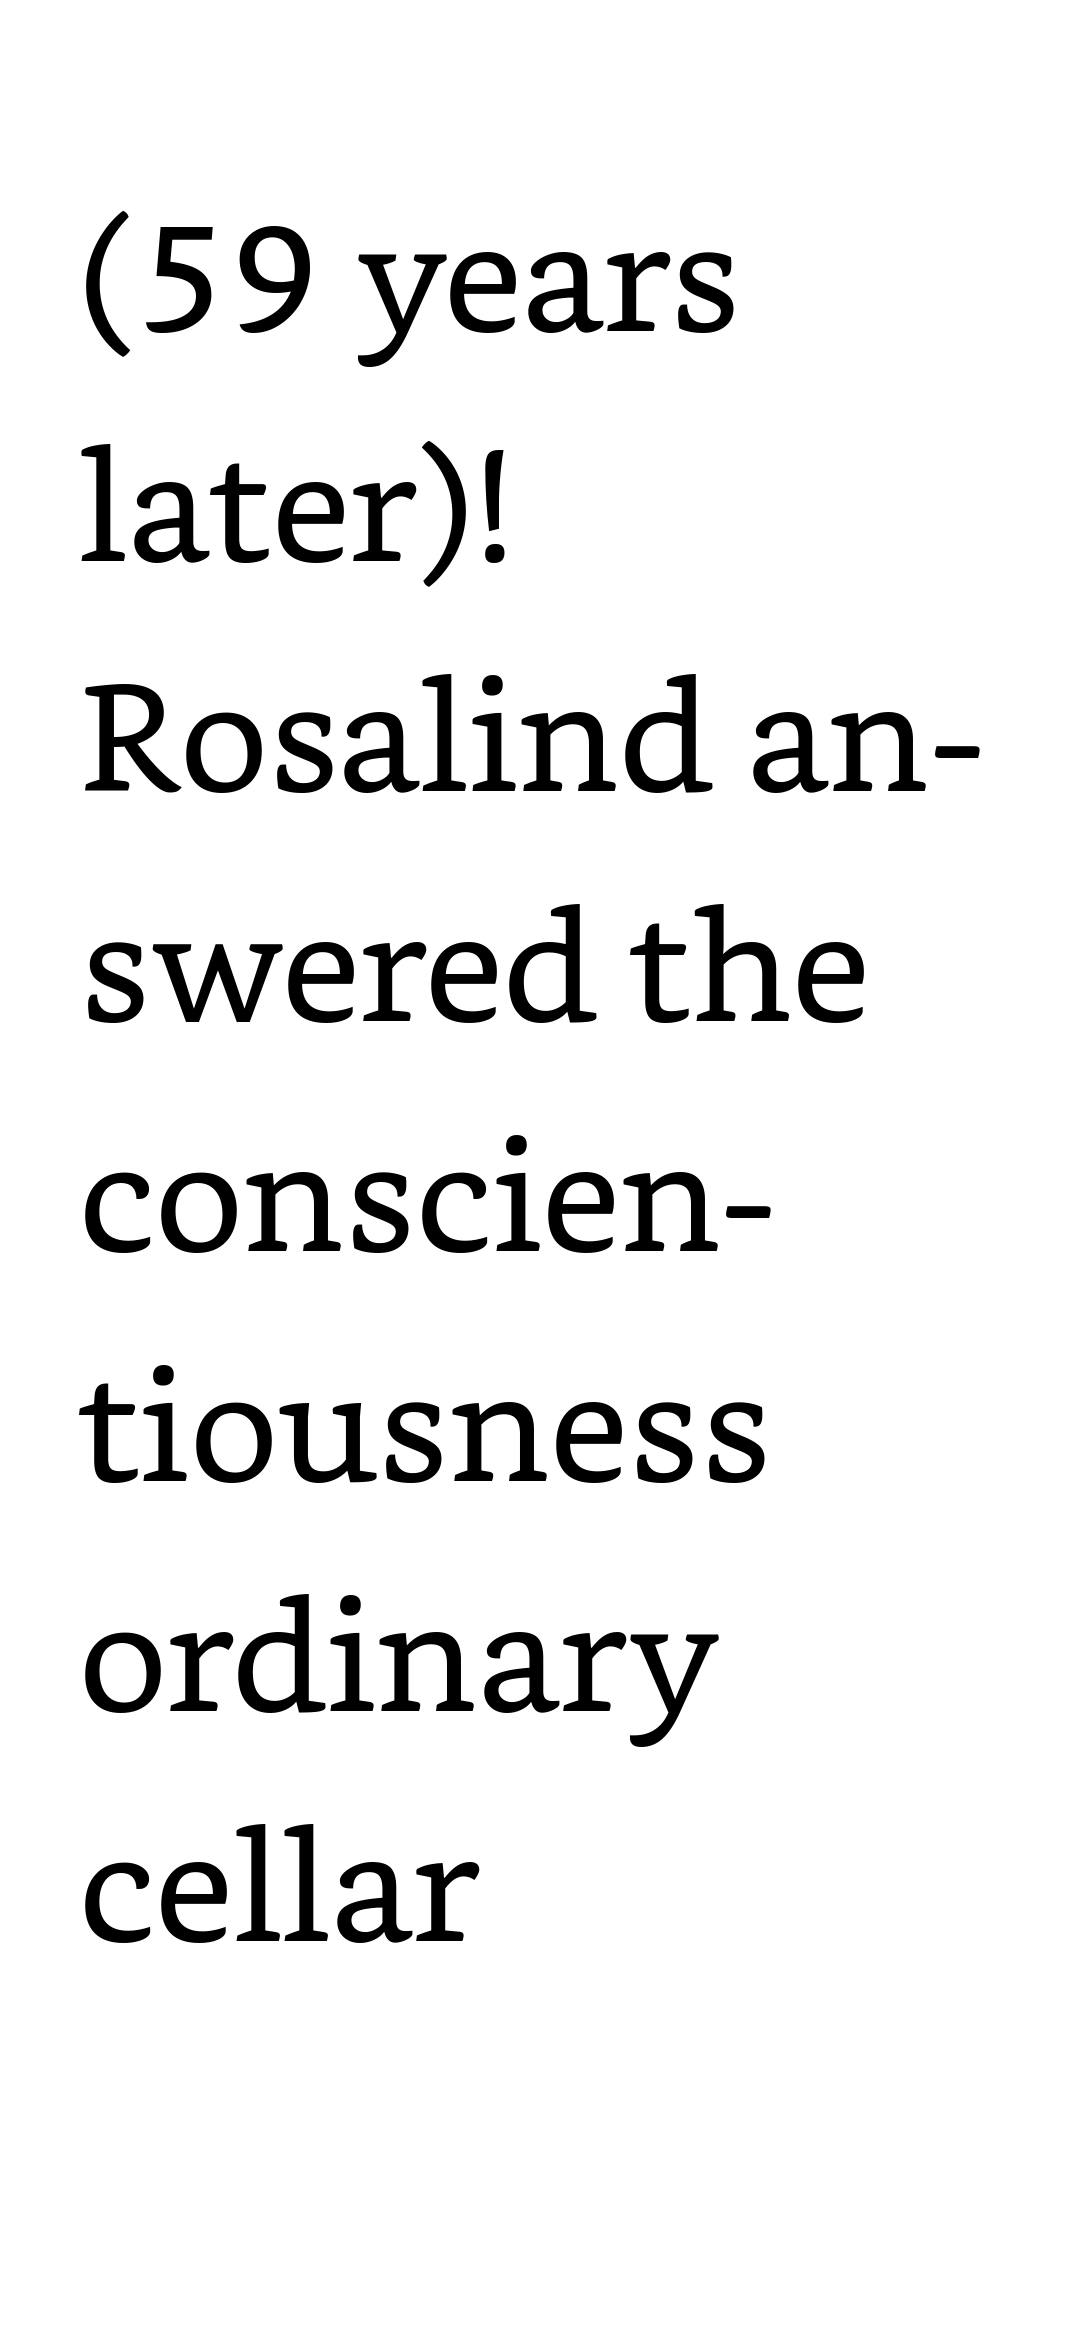 (59 years
later)!
Rosalind an-
swered the
conscien-
tiousness
ordinary
cellar